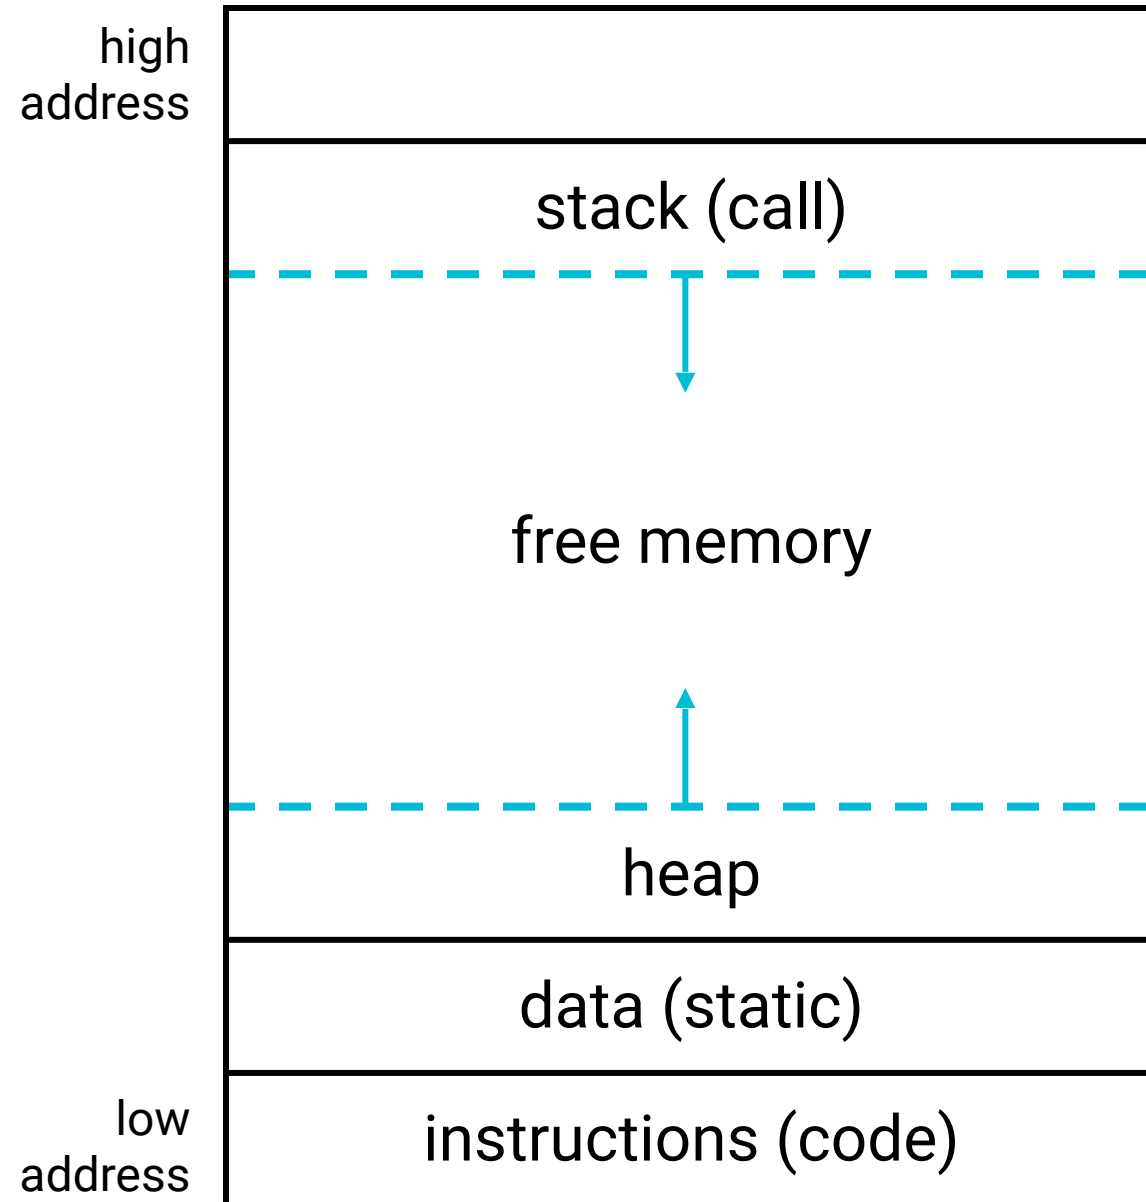 high
address
stack (call)
free memory
heap
data (static)
low
address
instructions (code)